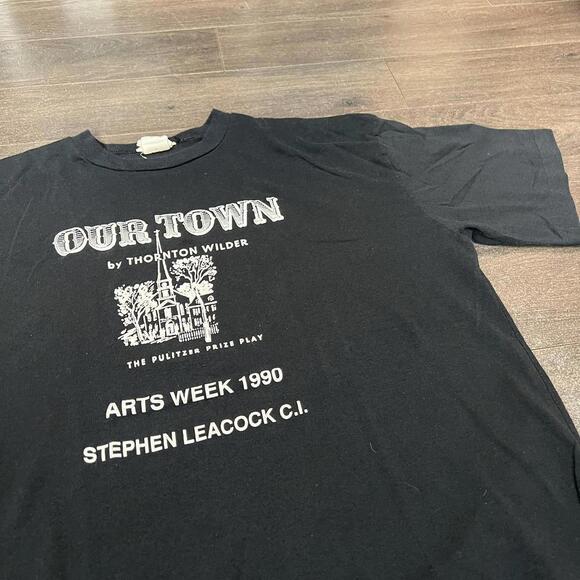 OUR TOWN
by THORNTON WILDER
THE PULITZER PRIZE PLAY
ARTS WEEK 1990
STEPHEN LEACOCK C.I.